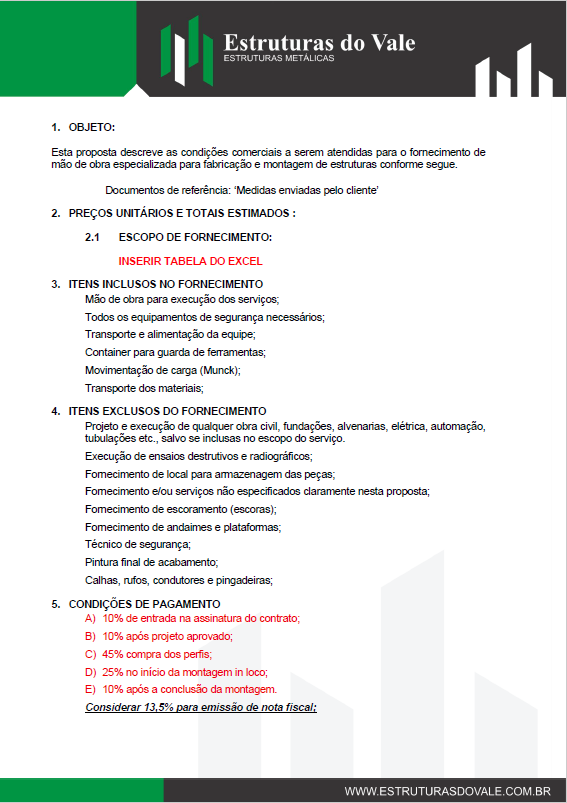 Estruturas do Vale
ESTRUTURAS METÁLICAS
1. OBJETO:
Esta proposta descreve as condições comerciais a serem atendidas para o fornecimento de
mão de obra especializada para fabricação e montagem de estruturas conforme segue.
Documentos de referência: ‘Medidas enviadas pelo cliente’
2. PREÇOS UNITÁRIOS E TOTAIS ESTIMADOS :
2.1 ESCOPO DE FORNECIMENTO:
INSERIR TABELA DO EXCEL
3. ITENS INCLUSOS NO FORNECIMENTO
Mão de obra para execução dos serviços;
Todos os equipamentos de segurança necessários;
Transporte e alimentação da equipe;
Container para guarda de ferramentas;
Movimentação de carga (Munck);
Transporte dos materiais;
4. ITENS EXCLUSOS DO FORNECIMENTO
Projeto e execução de qualquer obra civil, fundações, alvenarias, elétrica, automação,
tubulações etc., salvo se inclusas no escopo do serviço.
Execução de ensaios destrutivos e radiográficos;
Fornecimento de local para armazenagem das peças;
Fornecimento e/ou serviços não especificados claramente nesta proposta;
Fornecimento de escoramento (escoras);
Fornecimento de andaimes e plataformas;
Técnico de segurança;
Pintura final de acabamento;
Calhas, rufos, condutores e pingadeiras;
5. CONDIÇÕES DE PAGAMENTO
A) 10% de entrada na assinatura do contrato;
B) 10% após projeto aprovado;
C) 45% compra dos perfis;
D) 25% no início da montagem in loco;
E) 10% após a conclusão da montagem.
Considerar 13,5% para emissão de nota fiscal;
WWW.ESTRUTURASDOVALE.COM.BR